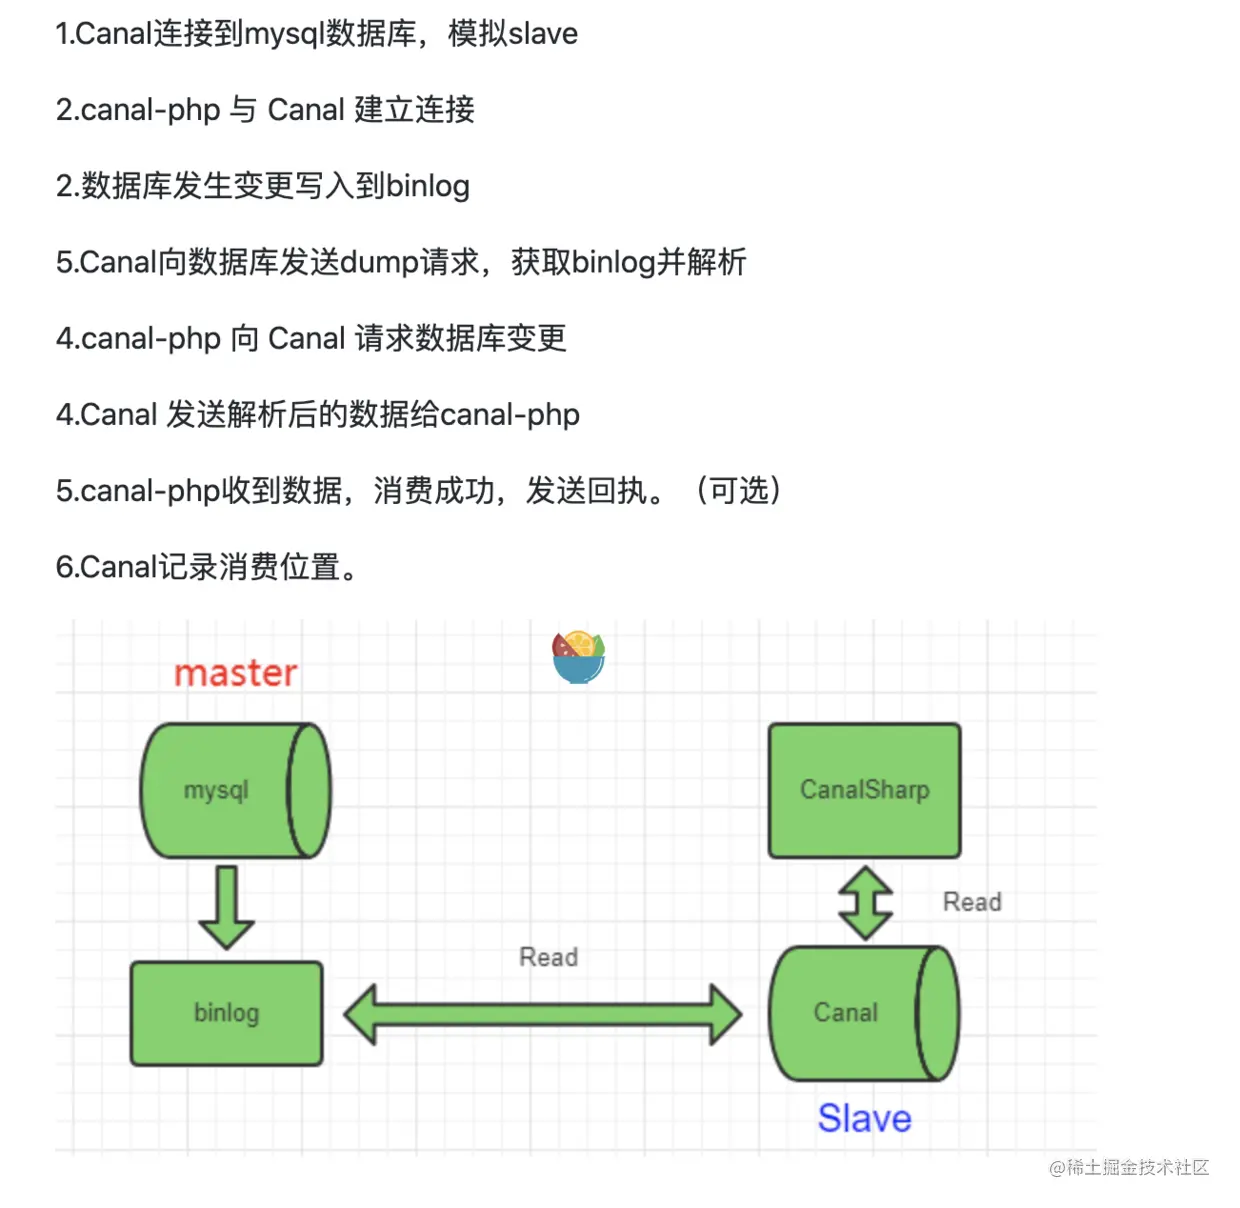 1.Canal连接到mysql数据库，模拟slave
2.canal-php 与 Canal 建立连接
2.数据库发生变更写入到binlog
5.Canal向数据库发送dump请求，获取binlog并解析
4.canal-php 向 Canal 请求数据库变更
4.Canal 发送解析后的数据给canal-php
5.canal-php收到数据，消费成功，发送回执。（可选）
6.Canal记录消费位置。
master
mysql
CanalSharp
Read
Read
binlog
Canal
Slave
@稀土掘金技术社区